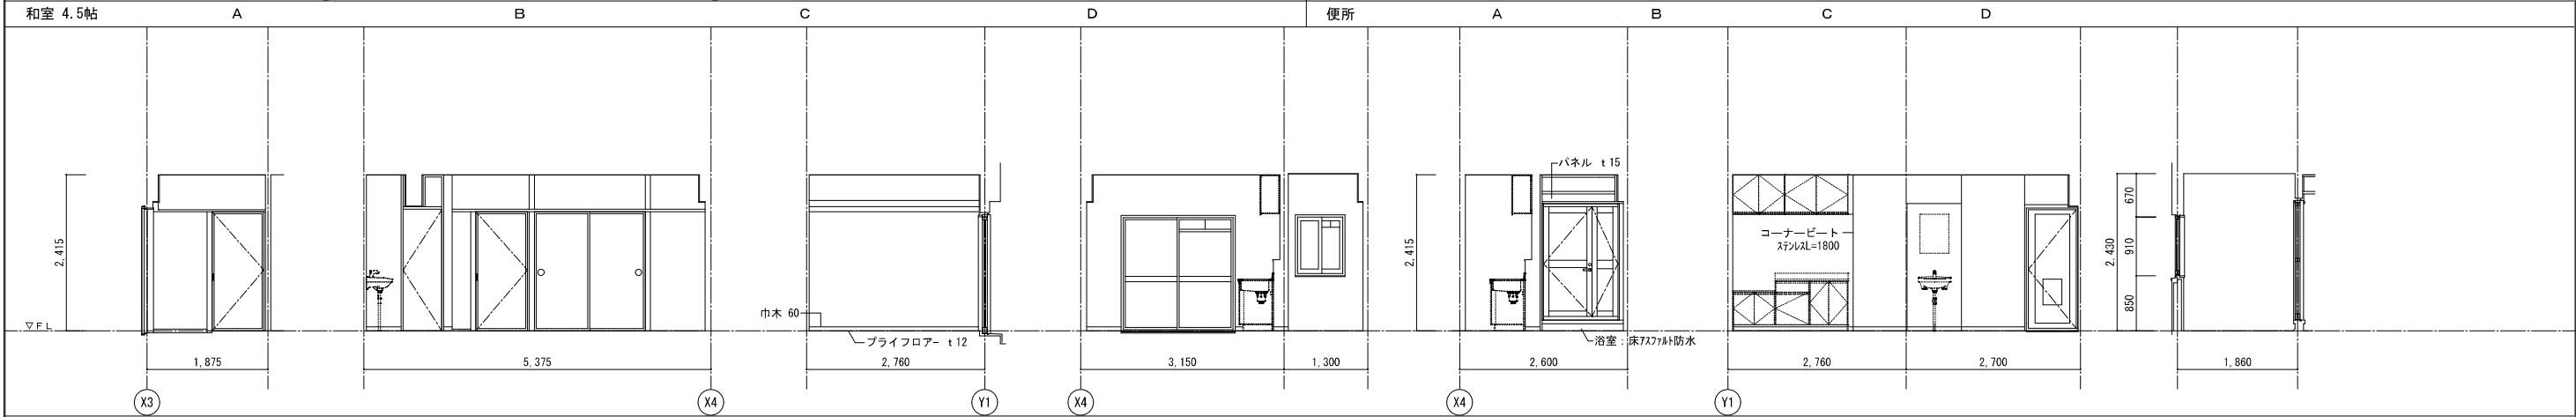 和室 4.5帖 A B C D 便所 A B C D
パネル t 15
2,415
2,415
コーナービート
ステンレスL=1800
2,430
670
910
850
巾木 60
▽FL
プライフロアー t 12
浴室:床アスファルト防水
1,875 5,375 2,760 3,150 1,300 2,600 2,760 2,700 1,860
X3 X4 Y1 X4 X4 Y1